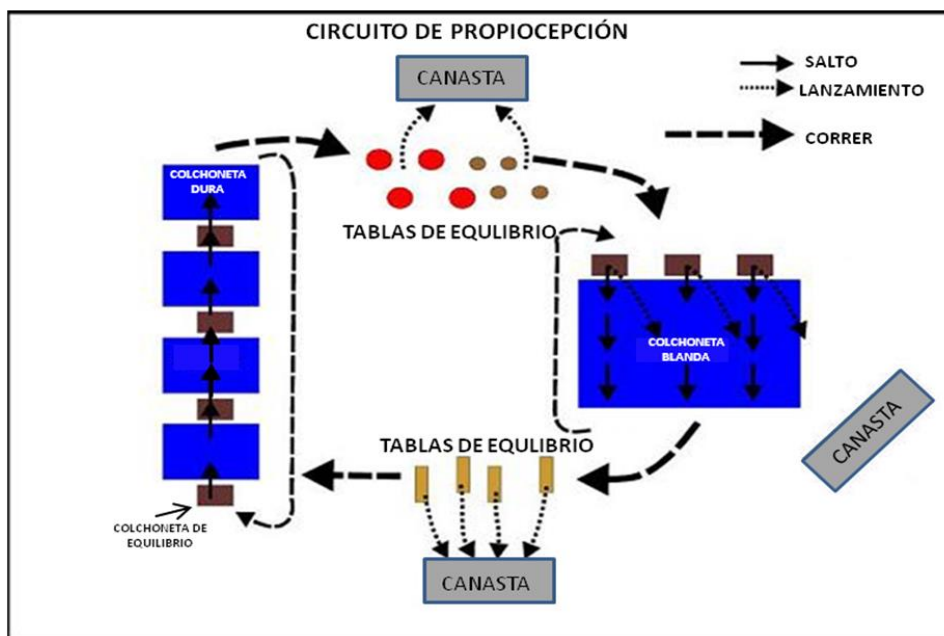 CIRCUITO DE PROPIOCEPCIÓN
CANASTA
SALTO
LANZAMIENTO
CORRER
COLCHONETA
DURA
TABLAS DE EQULIBRIO
COLCHONETA
BLANDA
CANASTA
TABLAS DE EQULIBRIO
COLCHONETA DE
EQUILIBRIO
CANASTA